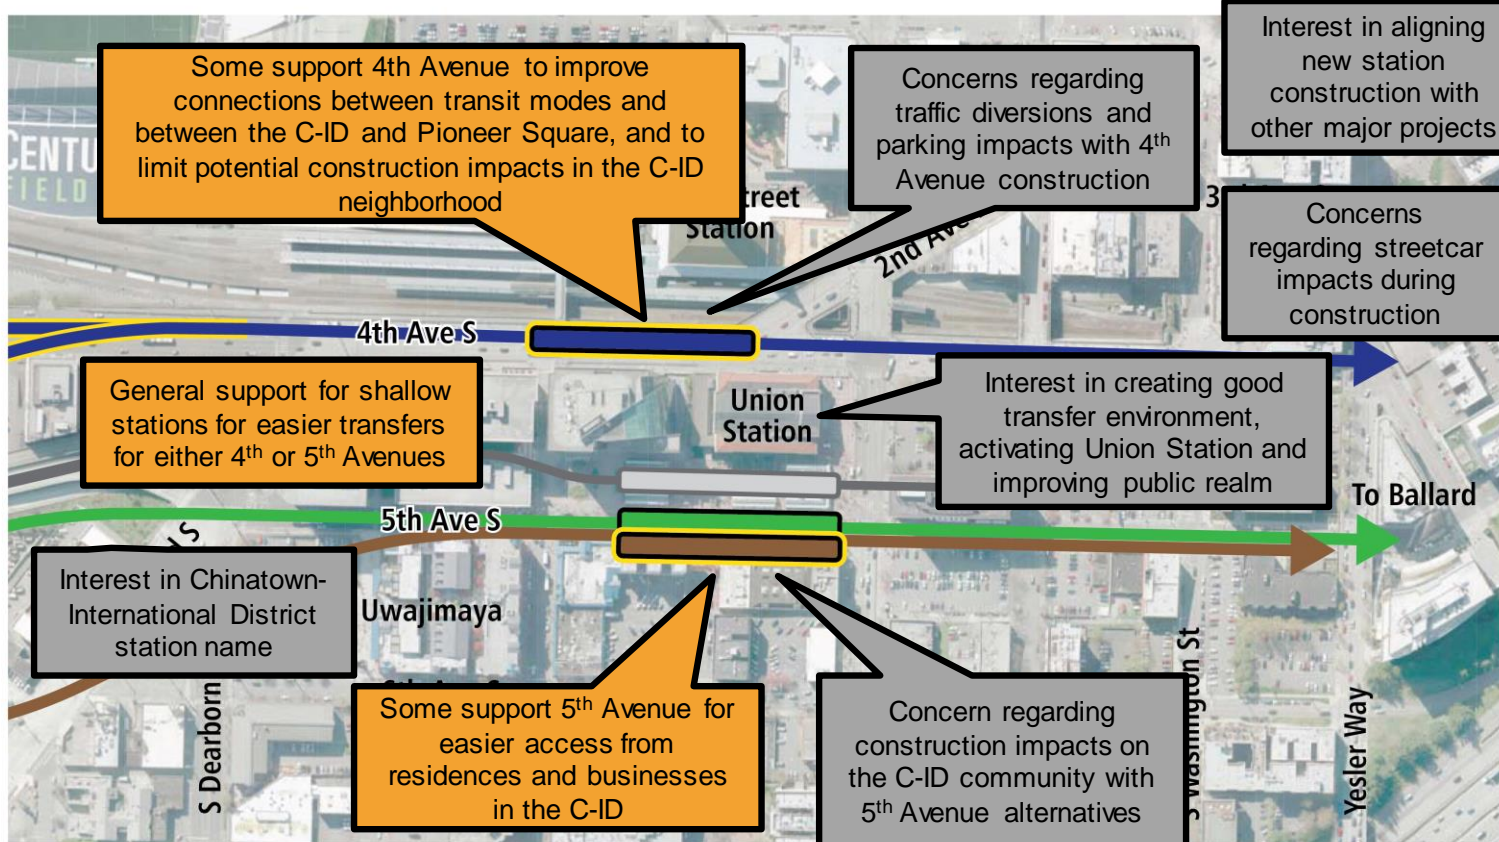 Some support 4th Avenue to improve
connections between transit modes and
between the C-ID and Pioneer Square, and to
limit potential construction impacts in the C-ID
neighborhood
Concerns regarding
traffic diversions and
parking impacts with 4th
Avenue construction
Interest in aligning
new station
construction with
other major projects
CENTU
FIELD
treet
Station
2nd Ave
Concerns
regarding streetcar
impacts during
construction
4th Ave S
General support for shallow
stations for easier transfers
for either 4th or 5th Avenues
Union
Station
Interest in creating good
transfer environment,
activating Union Station and
improving public realm
To Ballard
5th Ave S
S
Interest in Chinatown-
International District
station name
Uwajimaya
S Dearborn
Some support 5th Avenue for
easier access from
residences and businesses
in the C-ID
Concern regarding
construction impacts on
the C-ID community with
5th Avenue alternatives
S Washington St
Yesler Way